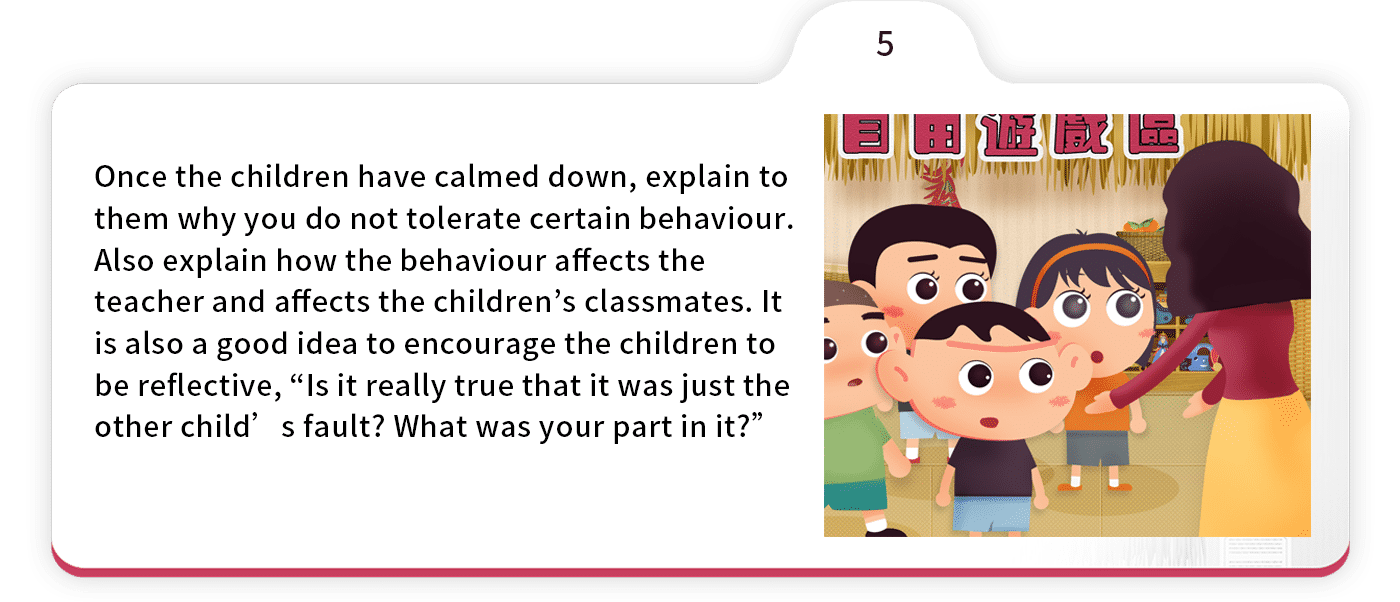 5
自由遊戲區
Once the children have calmed down, explain to
them why you do not tolerate certain behaviour.
Also explain how the behaviour affects the
teacher and affects the children’s classmates. It
is also a good idea to encourage the children to
be reflective, “Is it really true that it was just the
other child’ s fault? What was your part in it?”